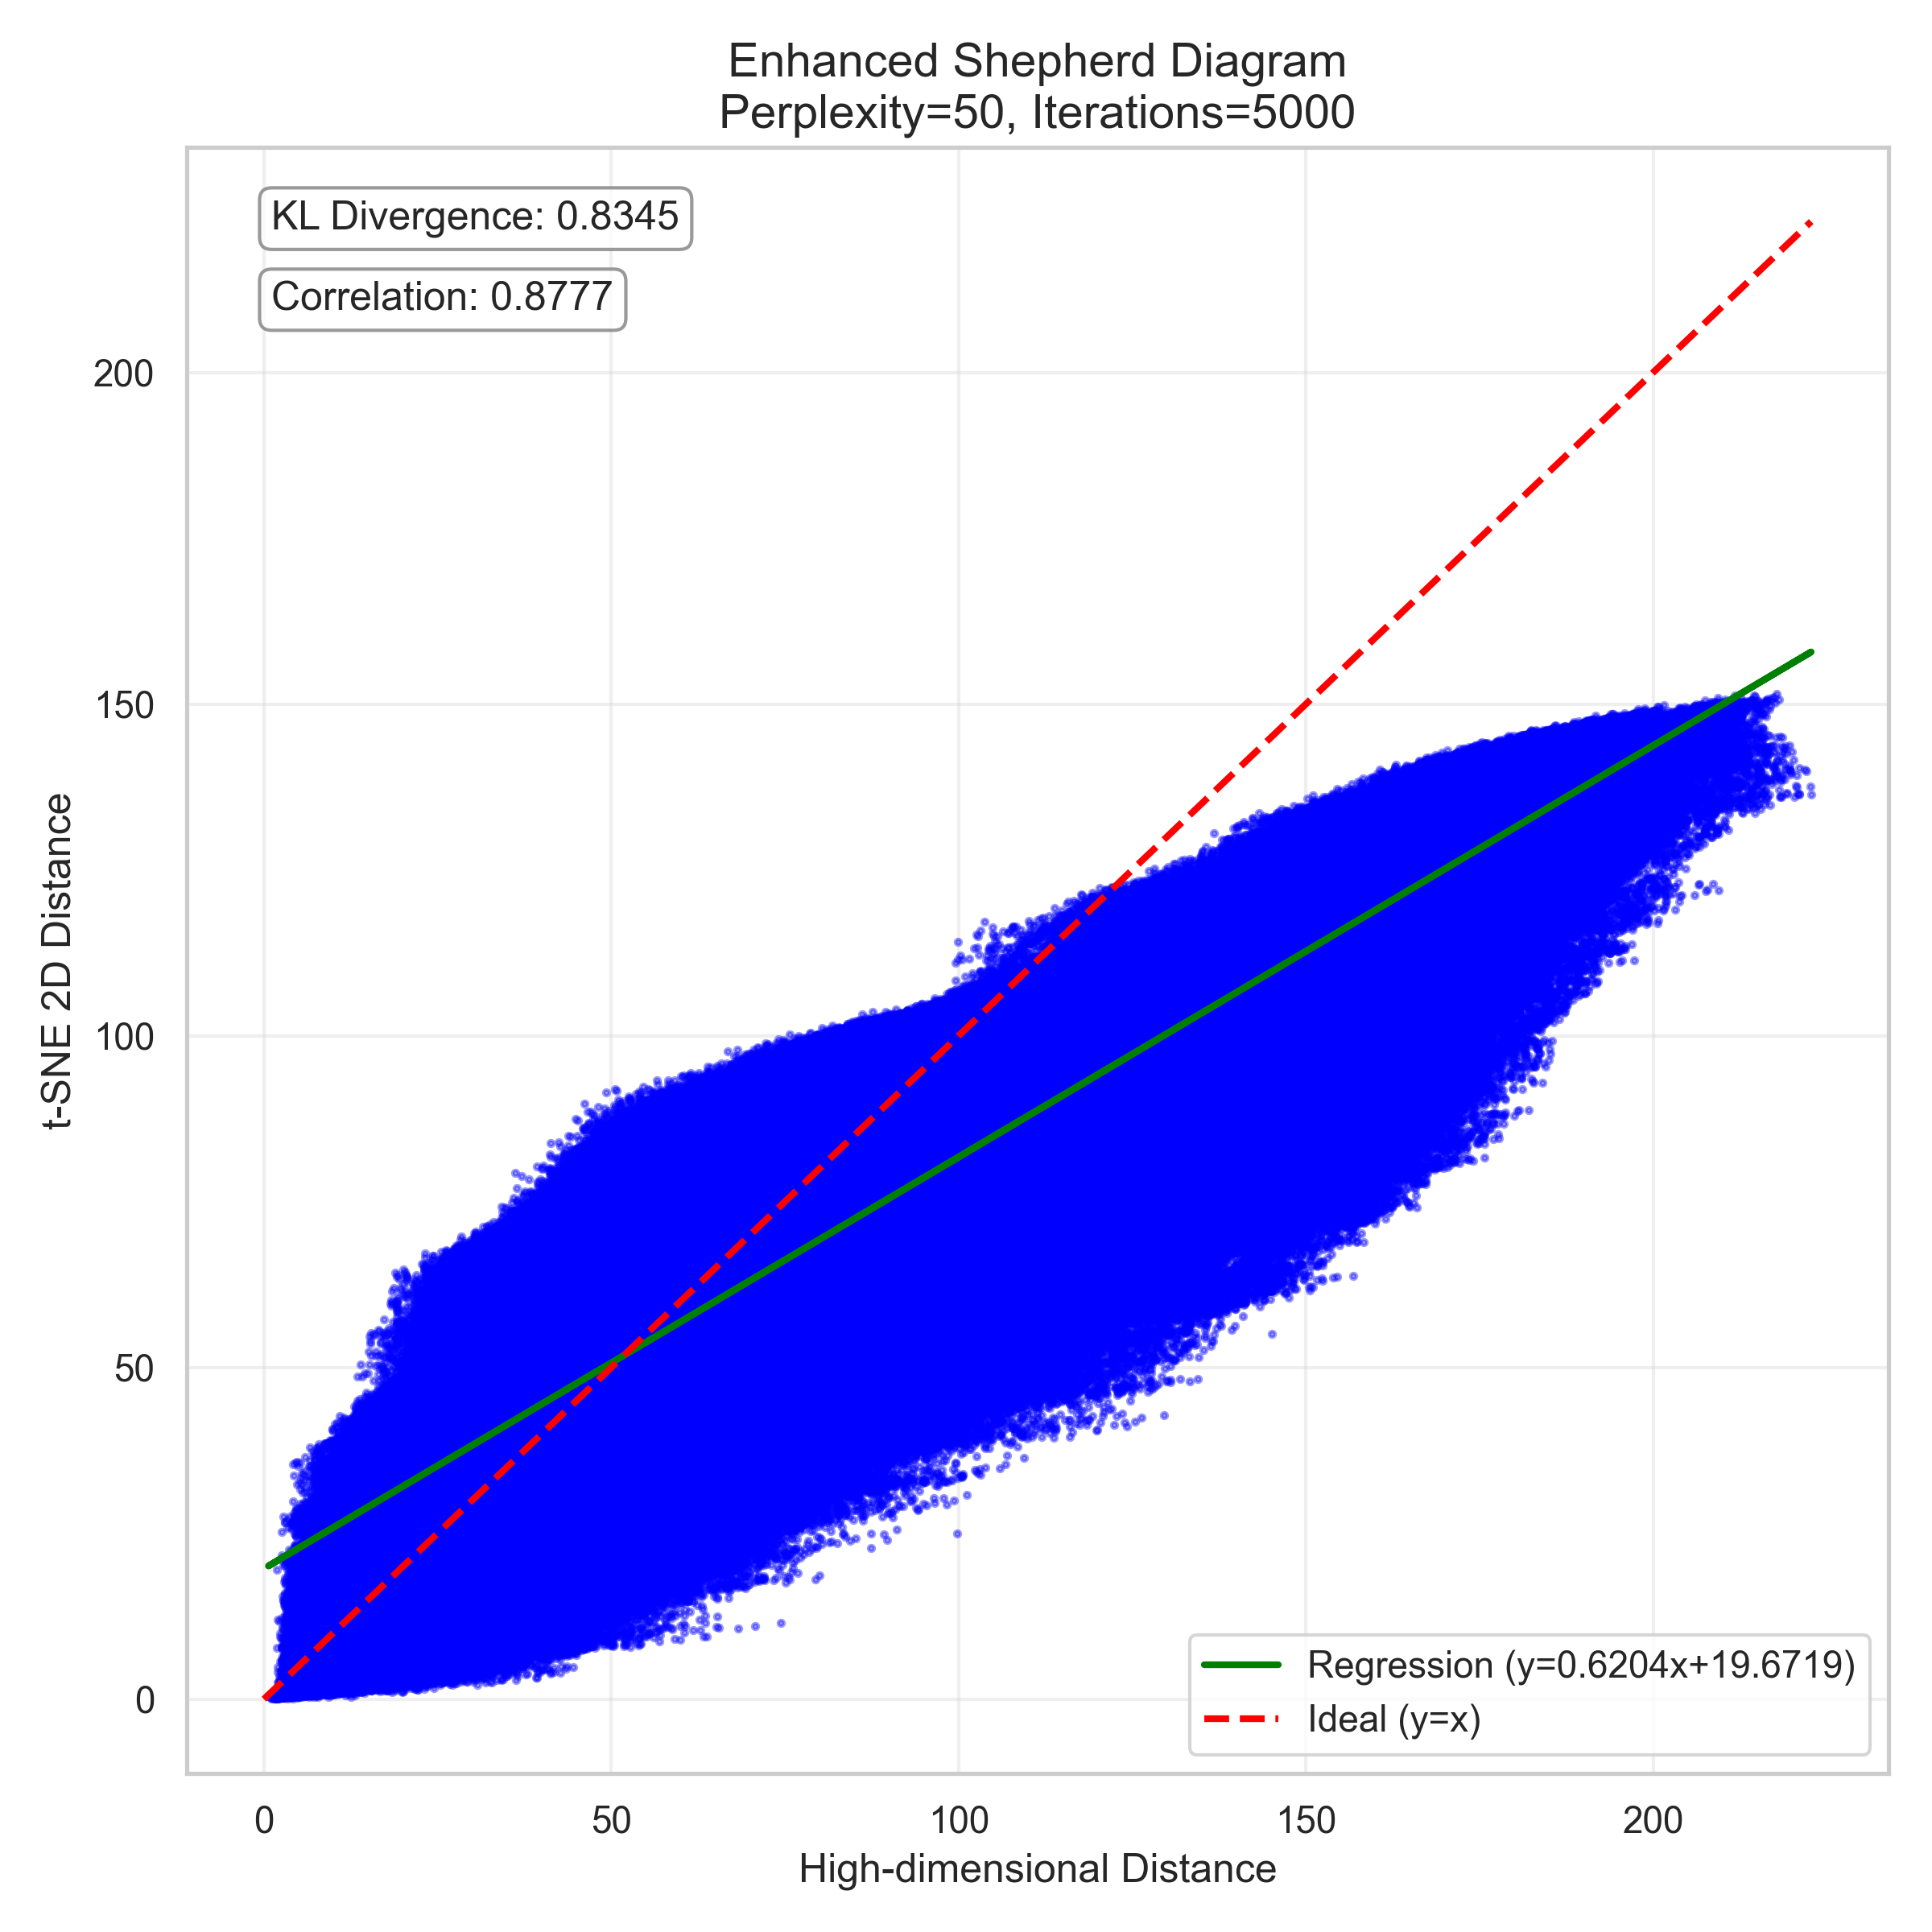 Enhanced Shepherd Diagram
Perplexity=50, Iterations=5000
KL Divergence: 0.8345
Correlation: 0.8777
200
150
100
50
0
t-SNE 2D Distance
Regression (y=0.6204x+19.6719)
Ideal (y=x)
0 50 100 150 200
High-dimensional Distance